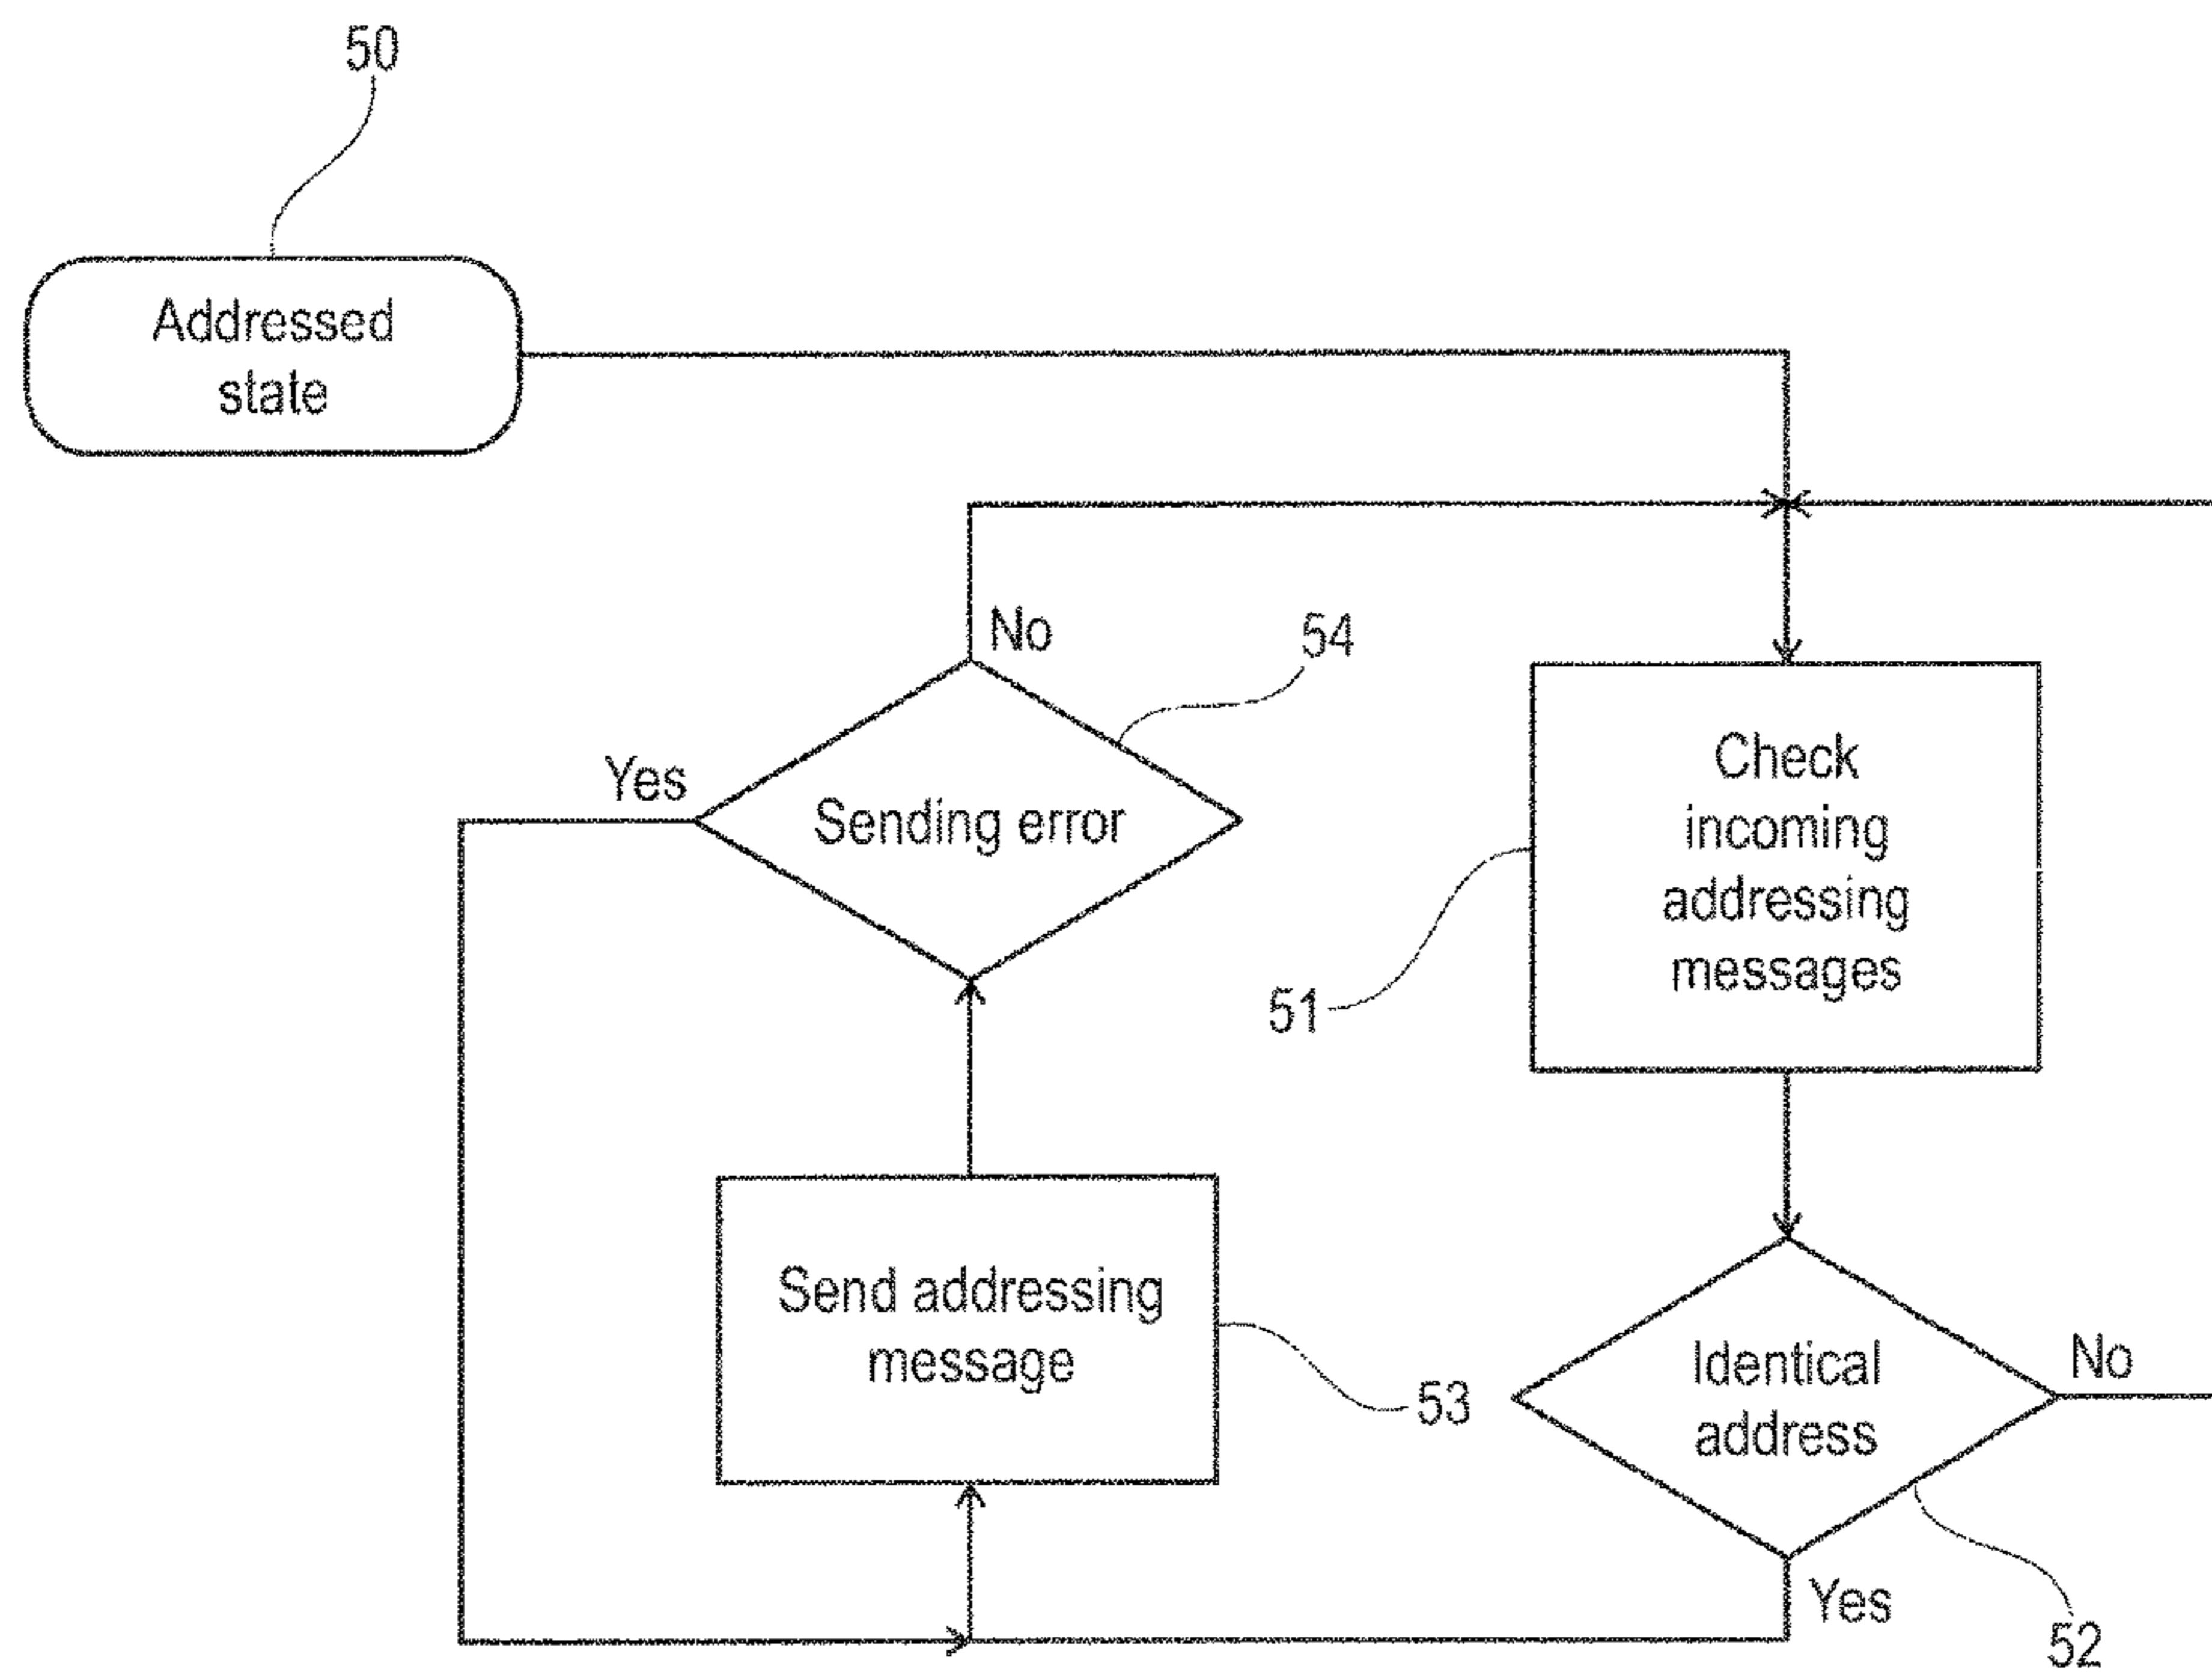 50
Addressed
state
No
54
Yes
Sending error
Check
incoming
addressing
messages
51
Send addressing
message
53
Identical
address
No
Yes
52